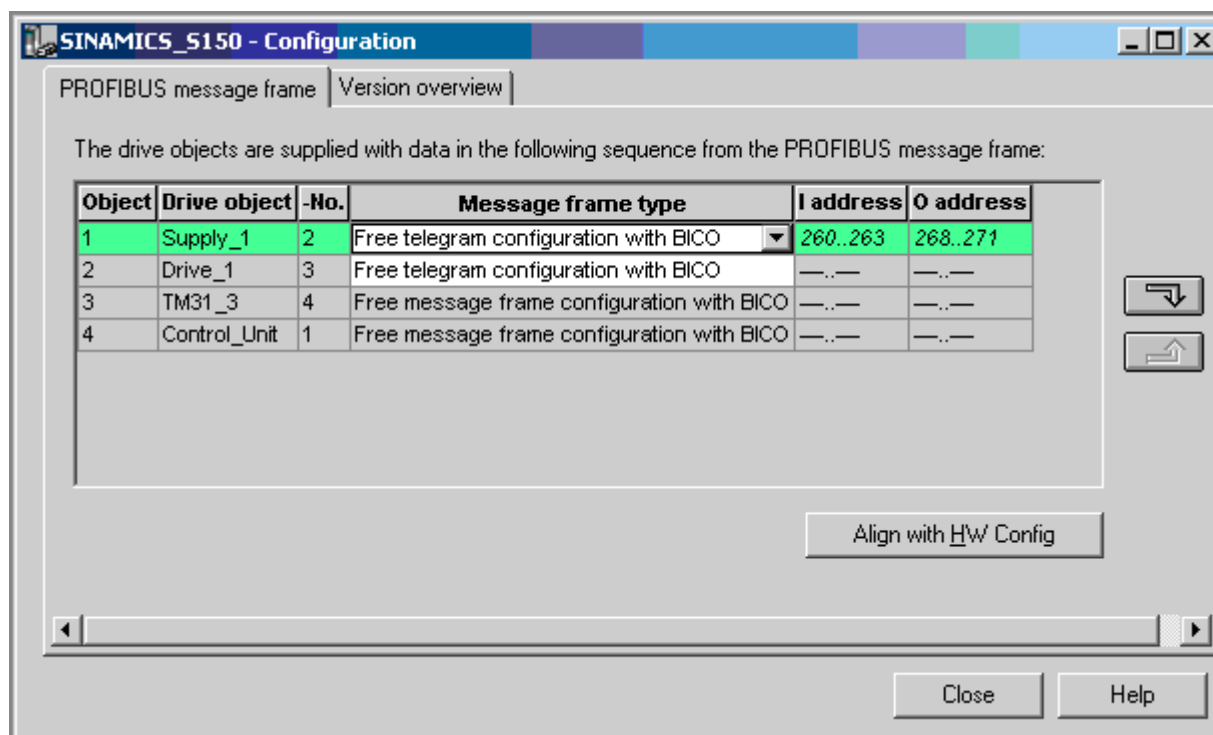 SINAMICS_S150 - Configuration
PROFIBUS message frame Version overview
The drive objects are supplied with data in the following sequence from the PROFIBUS message frame:
Object Drive object -No. Message frame type I address O address
1 Supply_1 2 Free telegram configuration with BICO 260..263 268..271
2 Drive_1 3 Free telegram configuration with BICO —..— —..—
3 TM31_3 4 Free message frame configuration with BICO —..— —..—
4 Control_Unit 1 Free message frame configuration with BICO —..— —..—
Align with HW Config
Close Help